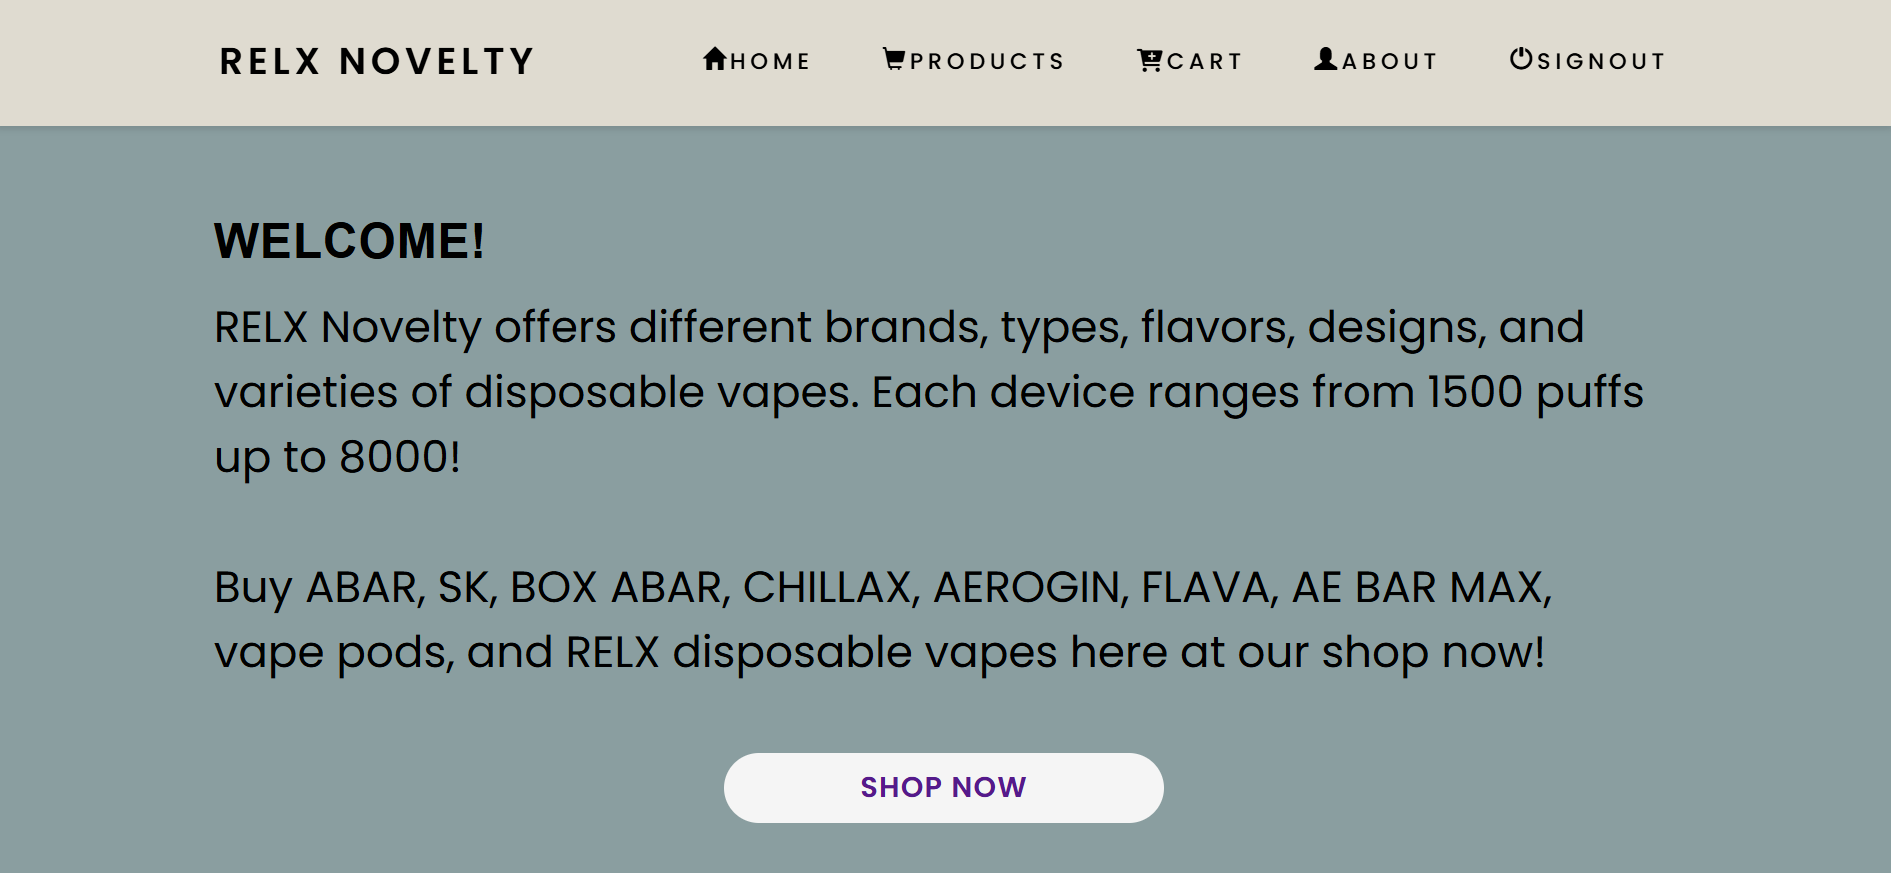 RELX NOVELTY
HOME
PRODUCTS
CART
ABOUT
SIGNOUT
WELCOME!
RELX Novelty offers different brands, types, flavors, designs, and
varieties of disposable vapes. Each device ranges from 1500 puffs
up to 8000!
Buy ABAR, SK, BOX ABAR, CHILLAX, AEROGIN, FLAVA, AE BAR MAX,
vape pods, and RELX disposable vapes here at our shop now!
SHOP NOW